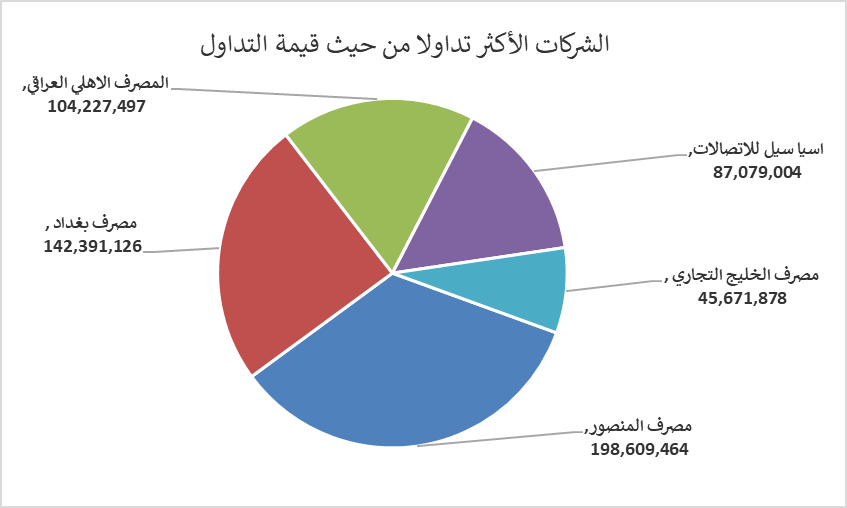 الشركات الأكثر تداولا من حيث قيمة التداول
المصرف الاهلي العراقي,
104,227,497
اسيا سيل للاتصالات,
87,079,004
مصرف بغداد ,
142,391,126
مصرف الخليج التجاري ,
45,671,878
مصرف المنصور,
198,609,464